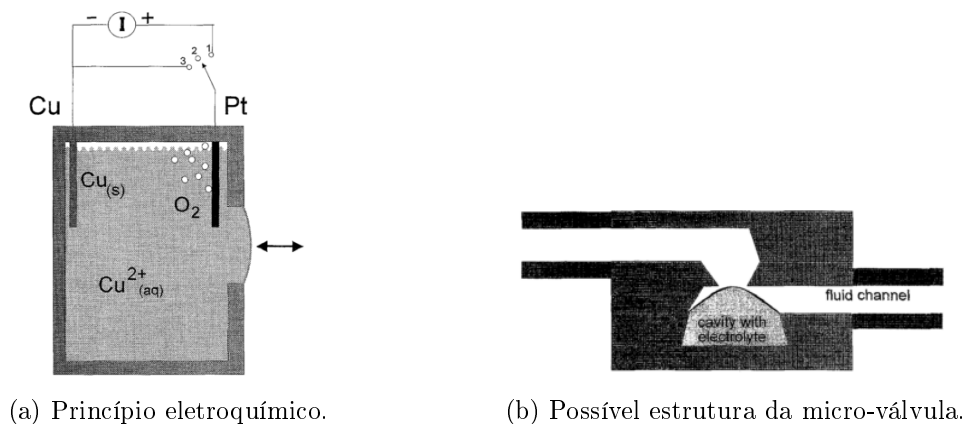 − I +
1
2
3
Cu Pt
Cu(s)
O2
Cu2+(aq)
fluid channel
cavity with
electrolyte
(a) Princípio eletroquímico.
(b) Possível estrutura da micro-válvula.